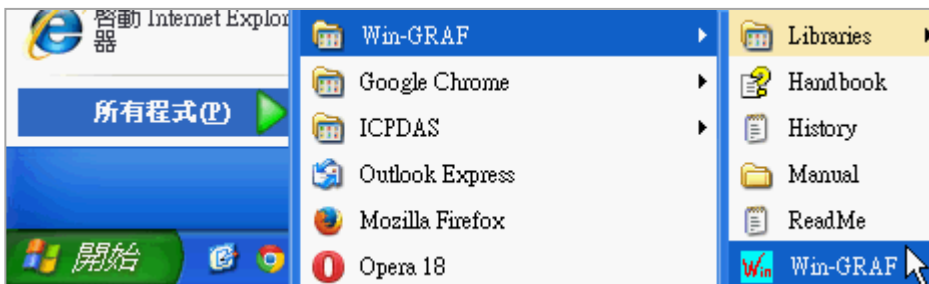 啓動 Internet Explor
器
所有程式(P)
開始
Win-GRAF
Google Chrome
ICPDAS
Outlook Express
Mozilla Firefox
Opera 18
Libraries
Handbook
History
Manual
ReadMe
Win-GRAF